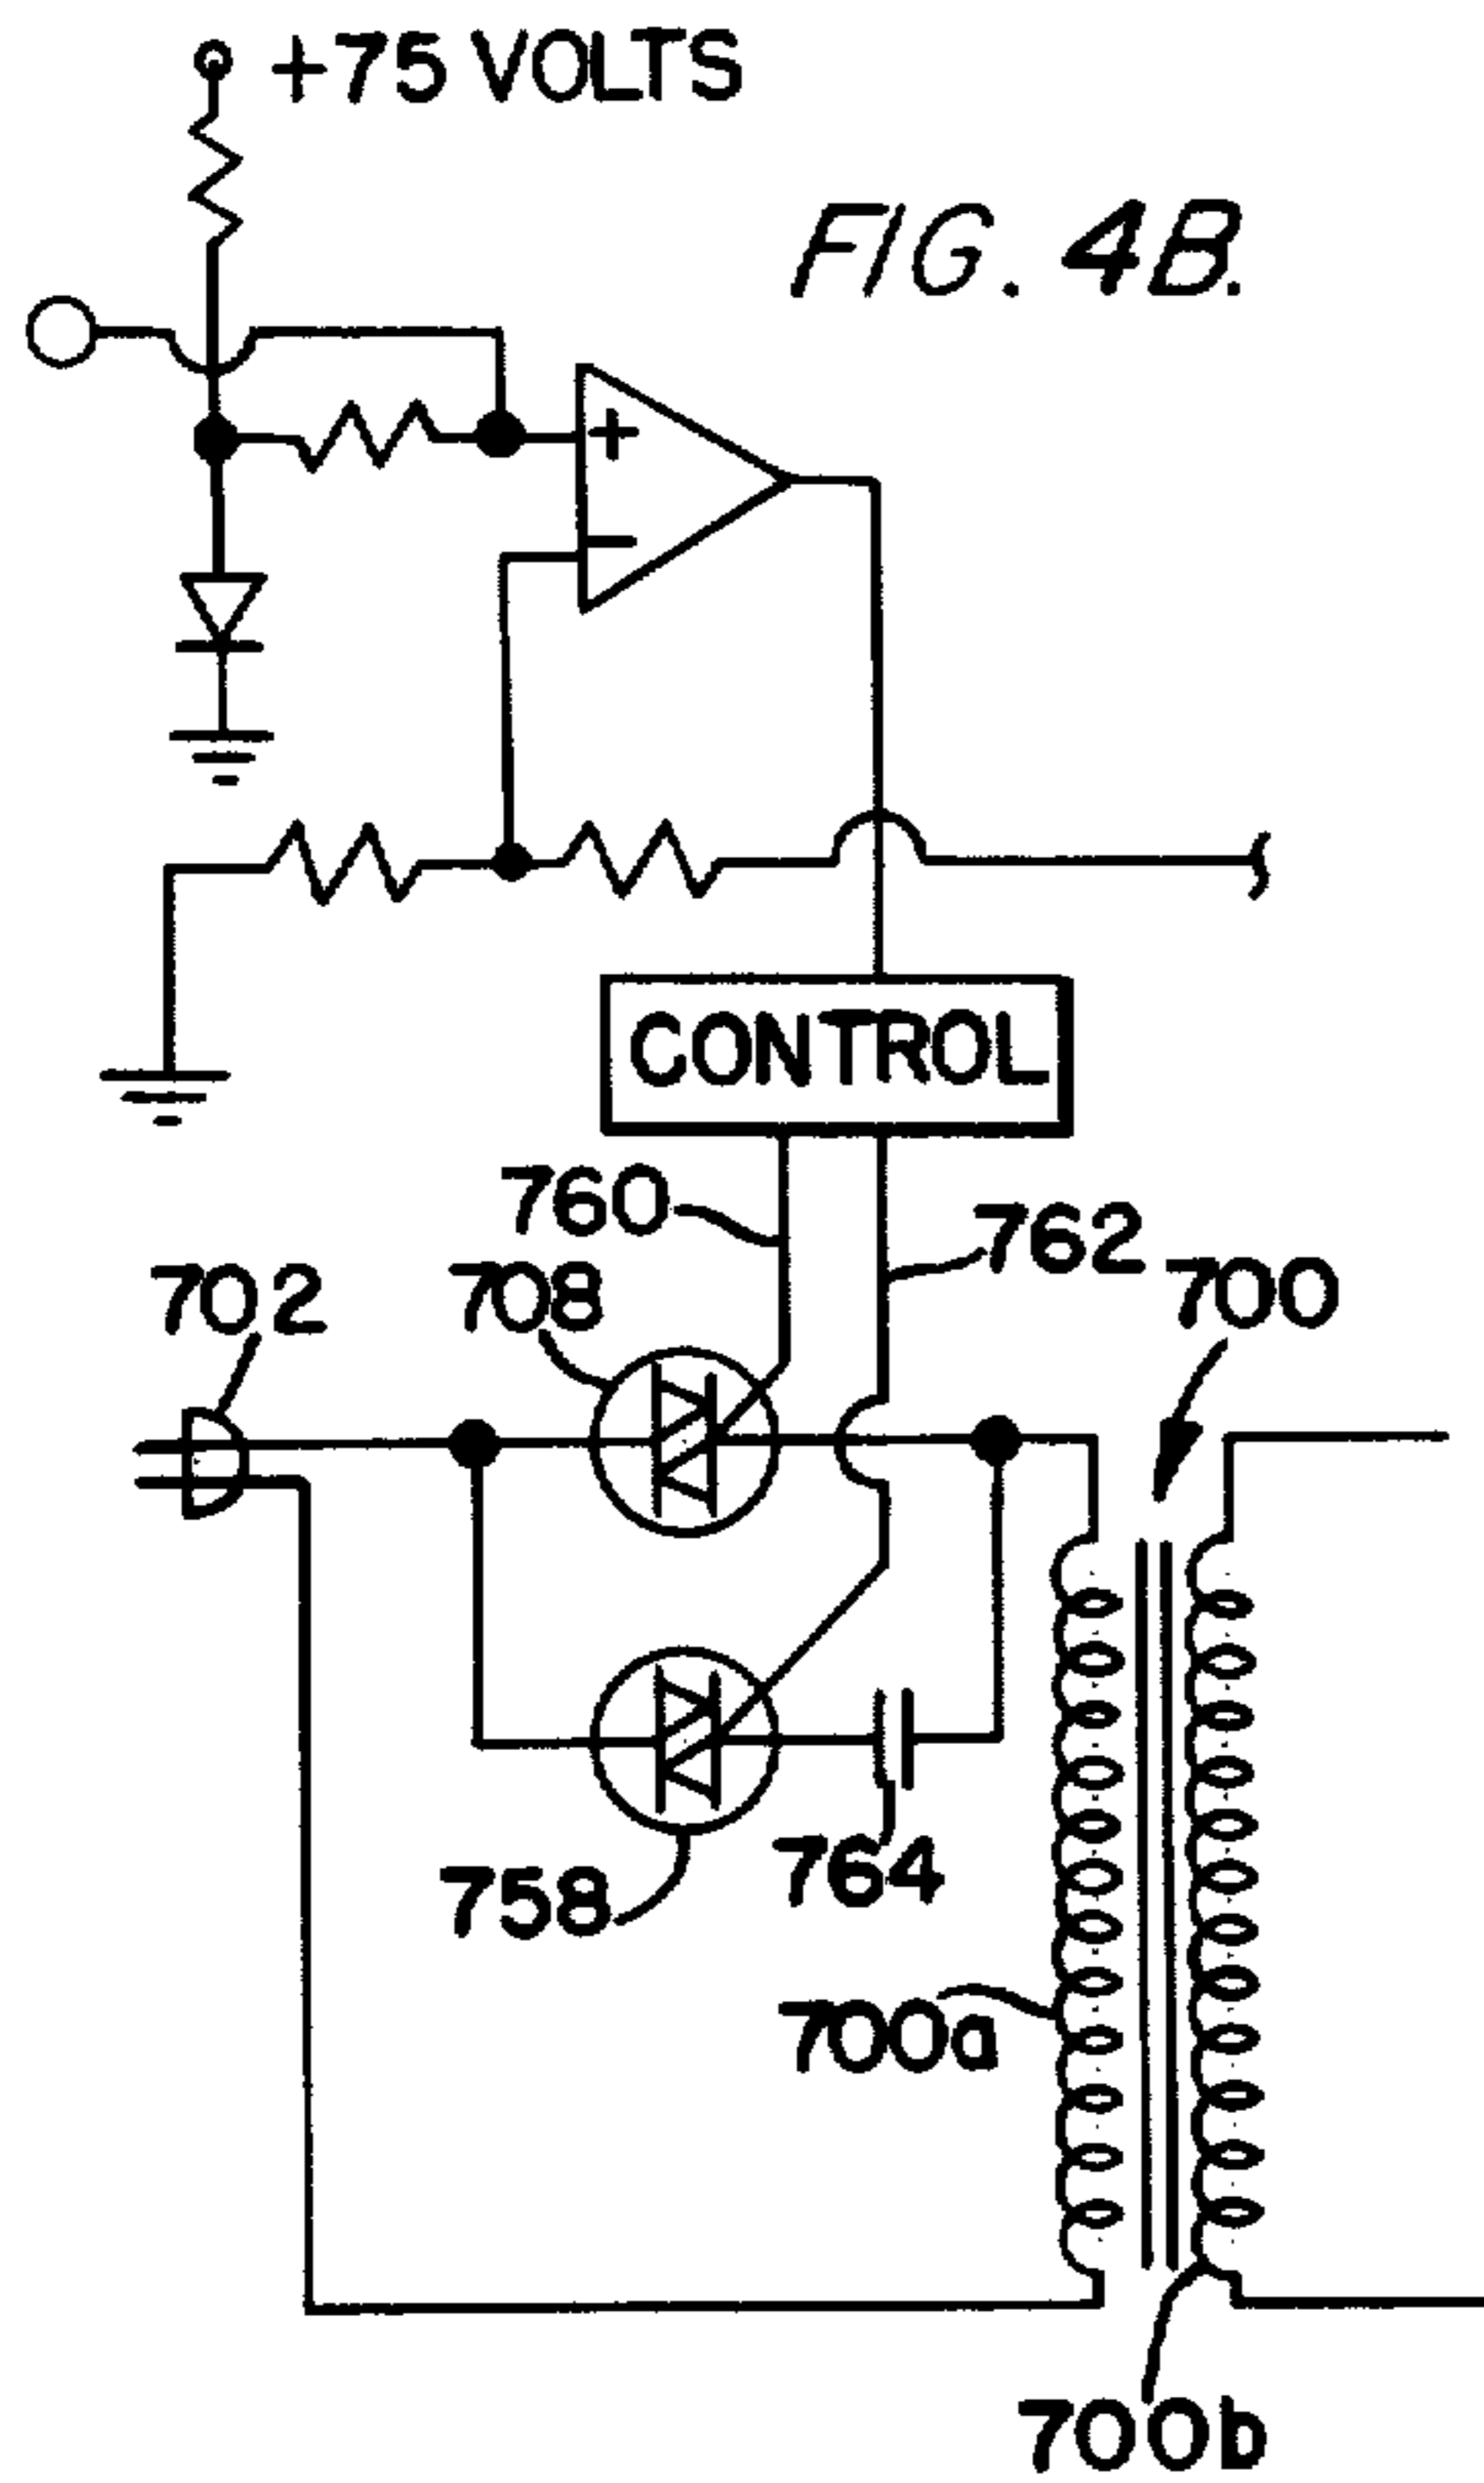 +75 VOLTS
FIG. 4B.
+
−
CONTROL
760
762
702
708
700
758
764
700a
700b